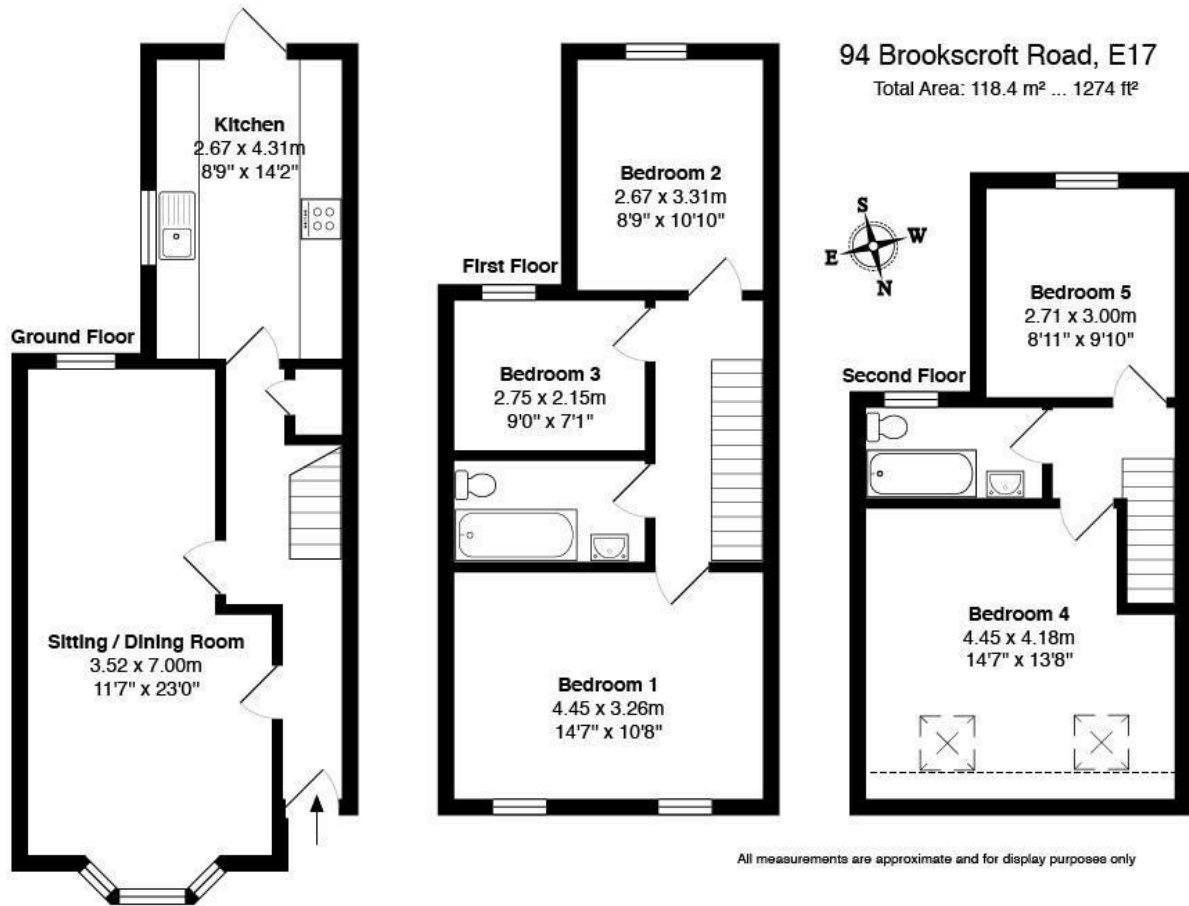 94 Brookscroft Road, E17
Total Area: 118.4 m² ... 1274 ft²
Ground Floor
Kitchen
2.67 x 4.31m
8'9" x 14'2"
Sitting / Dining Room
3.52 x 7.00m
11'7" x 23'0"
First Floor
Bedroom 2
2.67 x 3.31m
8'9" x 10'10"
Bedroom 3
2.75 x 2.15m
9'0" x 7'1"
Bedroom 1
4.45 x 3.26m
14'7" x 10'8"
S
W
E
N
Second Floor
Bedroom 5
2.71 x 3.00m
8'11" x 9'10"
Bedroom 4
4.45 x 4.18m
14'7" x 13'8"
All measurements are approximate and for display purposes only